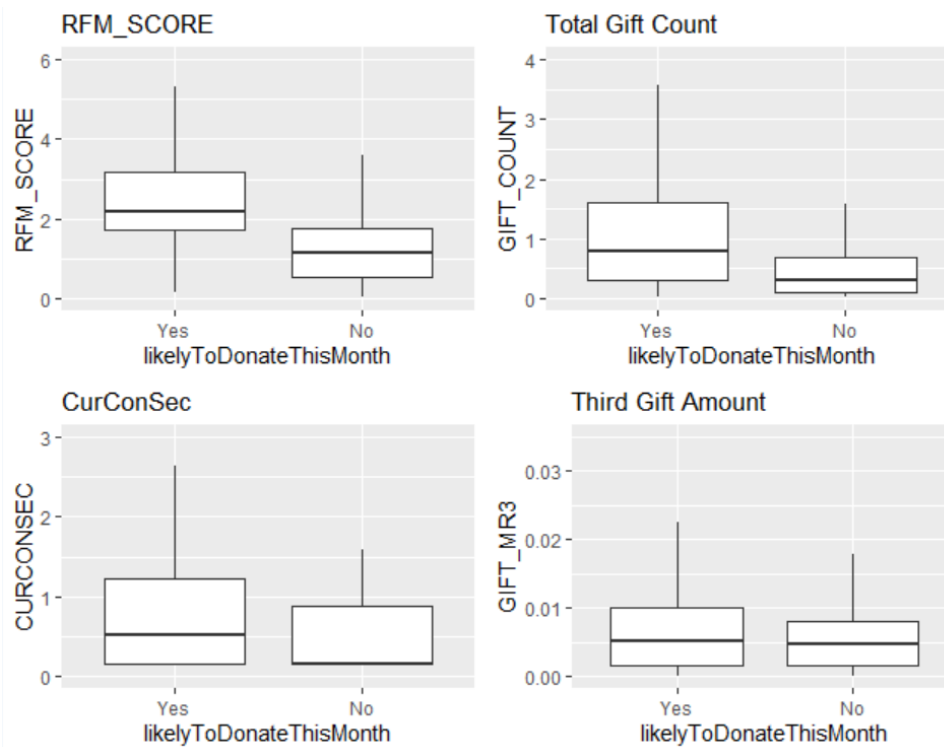 RFM_SCORE
RFM_SCORE
6
4
2
0
Yes No
likelyToDonateThisMonth
Total Gift Count
GIFT_COUNT
4
3
2
1
0
Yes No
likelyToDonateThisMonth
CurConSec
CURCONSEC
3
2
1
0
Yes No
likelyToDonateThisMonth
Third Gift Amount
GIFT_MR3
0.03
0.02
0.01
0.00
Yes No
likelyToDonateThisMonth